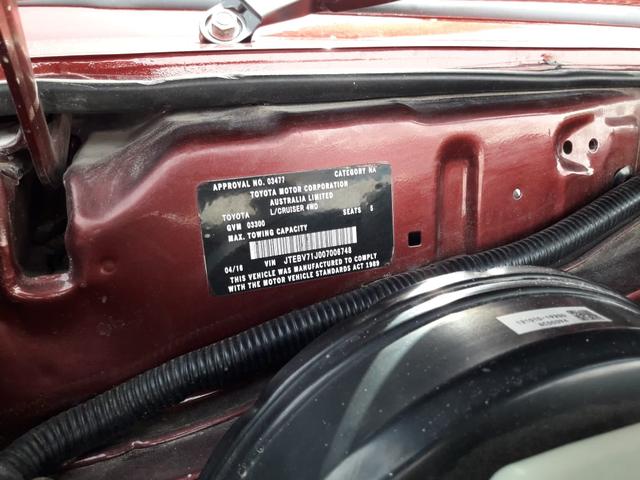 APPROVAL NO. 03477 CATEGORY NA
TOYOTA MOTOR CORPORATION
AUSTRALIA LIMITED
TOYOTA L/CRUISER 4WD
GVM 03300 SEATS 5
MAX. TOWING CAPACITY
04/18 VIN JTEBV71J007008748
THIS VEHICLE WAS MANUFACTURED TO COMPLY
WITH THE MOTOR VEHICLE STANDARDS ACT 1989